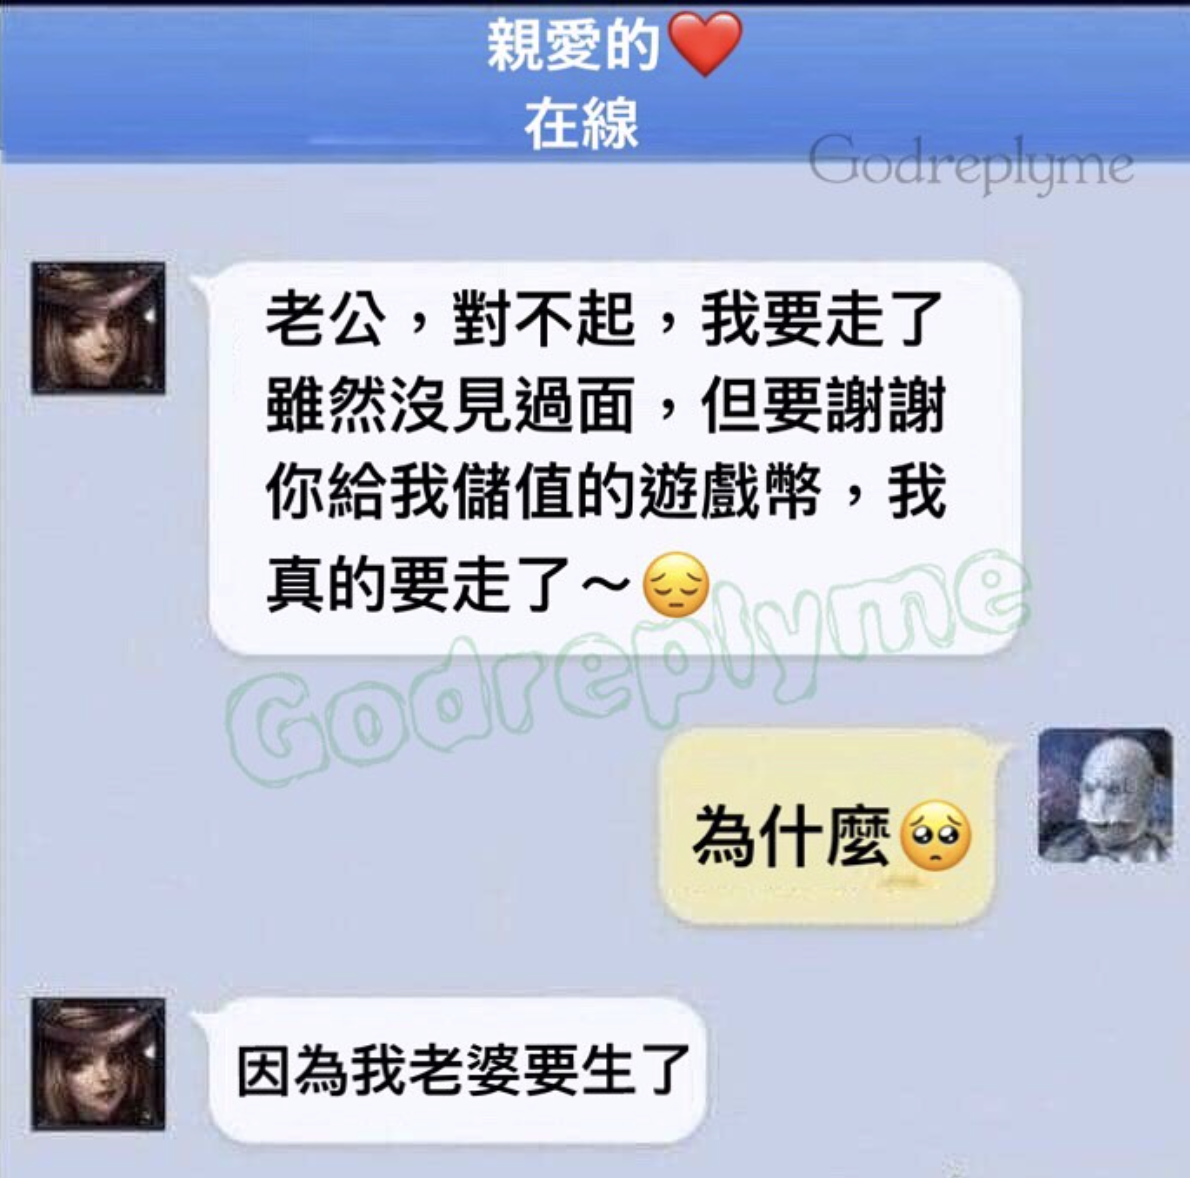 親愛的❤️
在線
Godreplyme
老公，對不起，我要走了
雖然沒見過面，但要謝謝
你給我儲值的遊戲幣，我
真的要走了～😔
Godreplyme
為什麼🥺
因為我老婆要生了